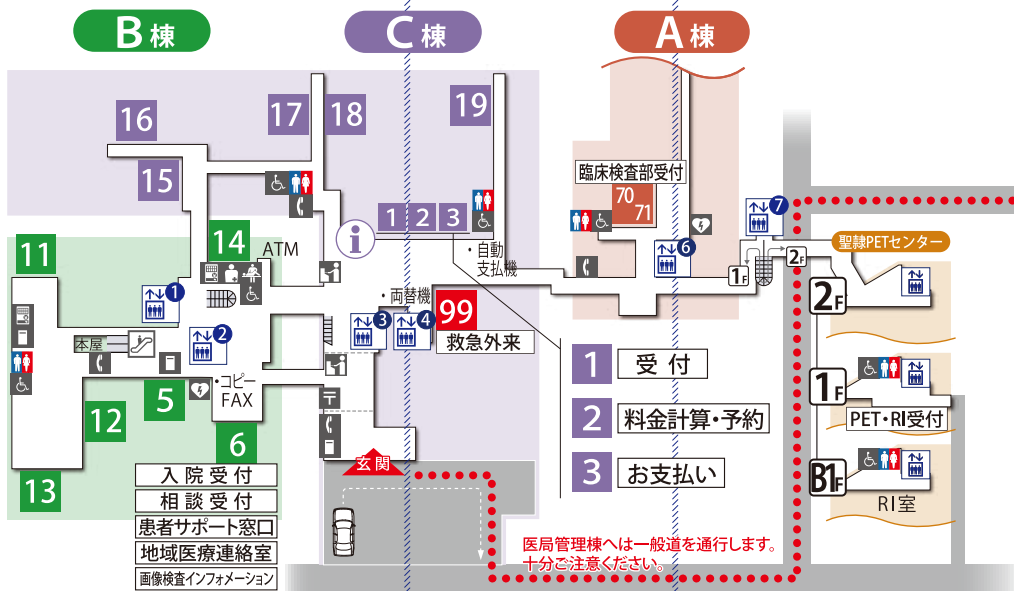 B棟
C棟
A棟
16
17
18
19
15
臨床検査部受付
70
71
7
1
2
3
i
11
14
ATM
・自動
支払機
6
1F
2F
聖隷PETセンター
2F
1
・両替機
3
4
99
救急外来
2
本屋
1 受付
2 料金計算・予約
3 お支払い
1F
PET・RI受付
・コピー
FAX
12
5
6
〒
13
玄関
B1F
RI室
入院受付
相談受付
患者サポート窓口
地域医療連絡室
画像検査インフォメーション
医局管理棟へは一般道を通行します。
十分ご注意ください。